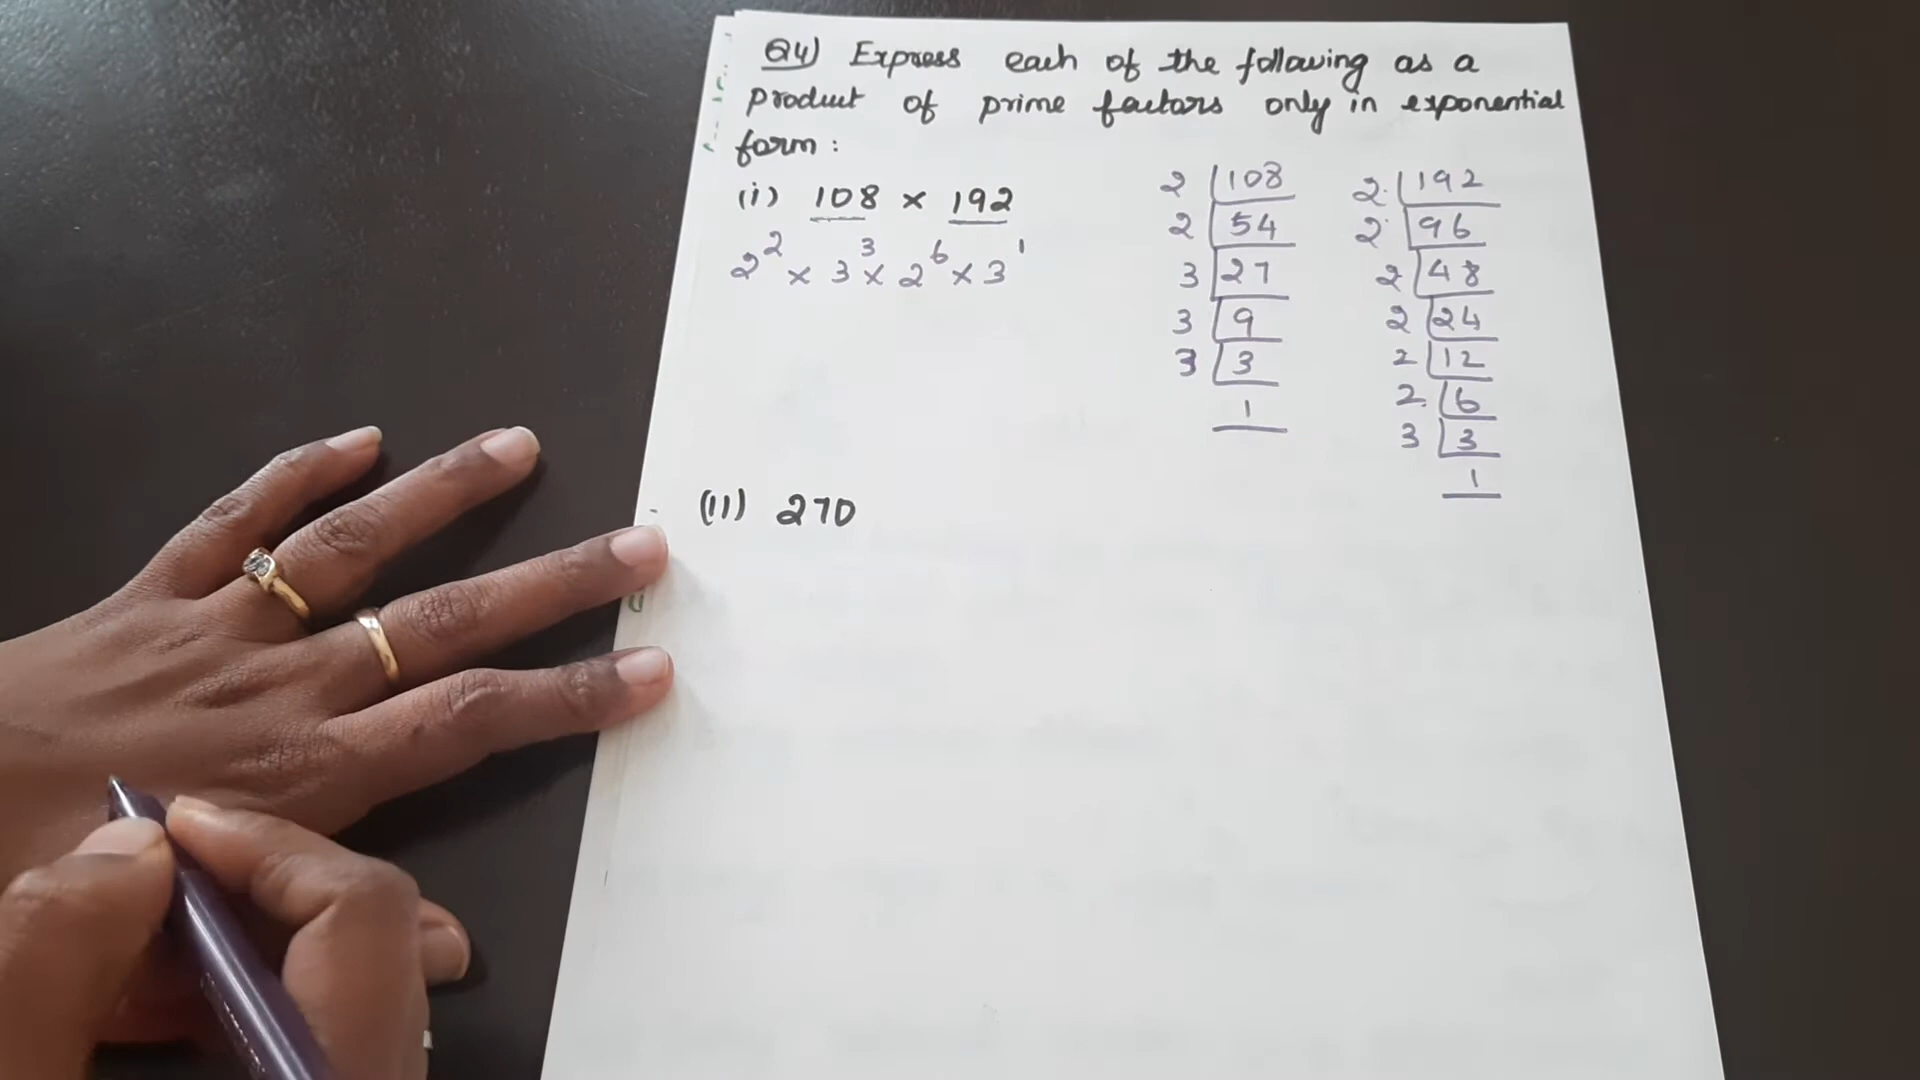 Q4) Express each of the following as a
product of prime factors only in exponential
form :
(i) 108 × 192
2² × 3³ × 2⁶ × 3¹
2 108
2 54
3 27
3 9
3 3
1
2 192
2 96
2 48
2 24
2 12
2 6
3 3
1
(ii) 270